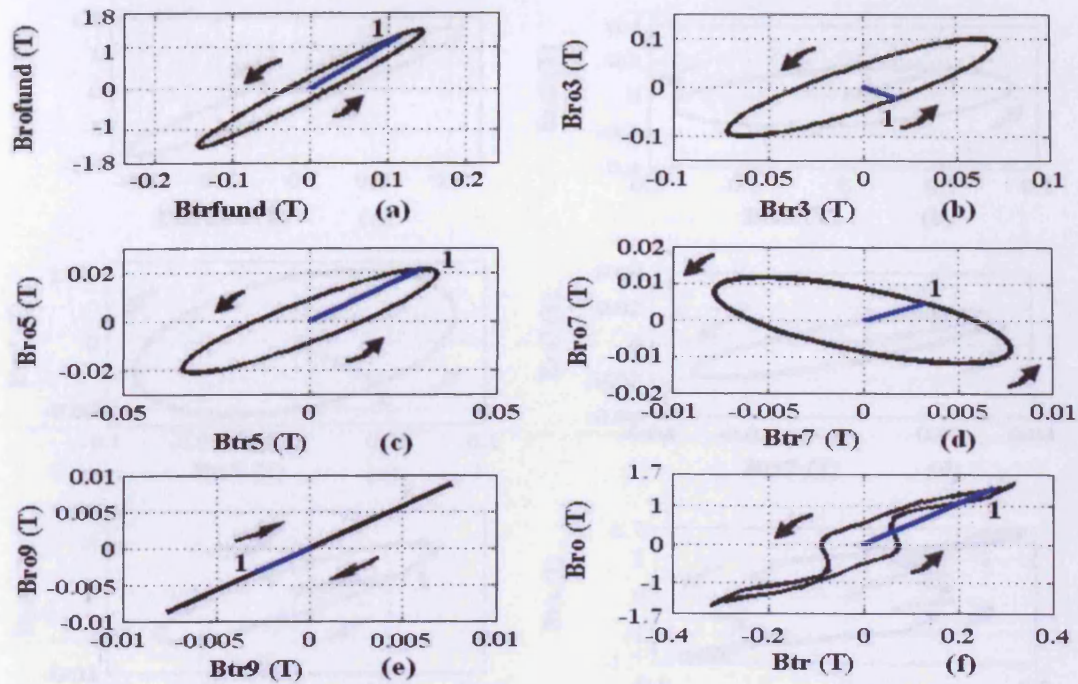 Brofund (T)
1.8
1
0
-1
-1.8
1
-0.2 -0.1 0 0.1 0.2
Btrfund (T) (a)
Bro3 (T)
0.1
0
-0.1
1
-0.1 -0.05 0 0.05 0.1
Btr3 (T) (b)
Bro5 (T)
0.02
0
-0.02
1
-0.05 0 0.05
Btr5 (T) (c)
Bro7 (T)
0.02
0.01
0
-0.01
0.02
1
-0.01 -0.005 0 0.005 0.01
Btr7 (T) (d)
Bro9 (T)
0.01
0.005
0
-0.005
-0.01
1
-0.01 -0.005 0 0.005 0.01
Btr9 (T) (e)
Bro (T)
1.7
1
0
-1
-1.7
1
-0.4 -0.2 0 0.2 0.4
Btr (T) (f)